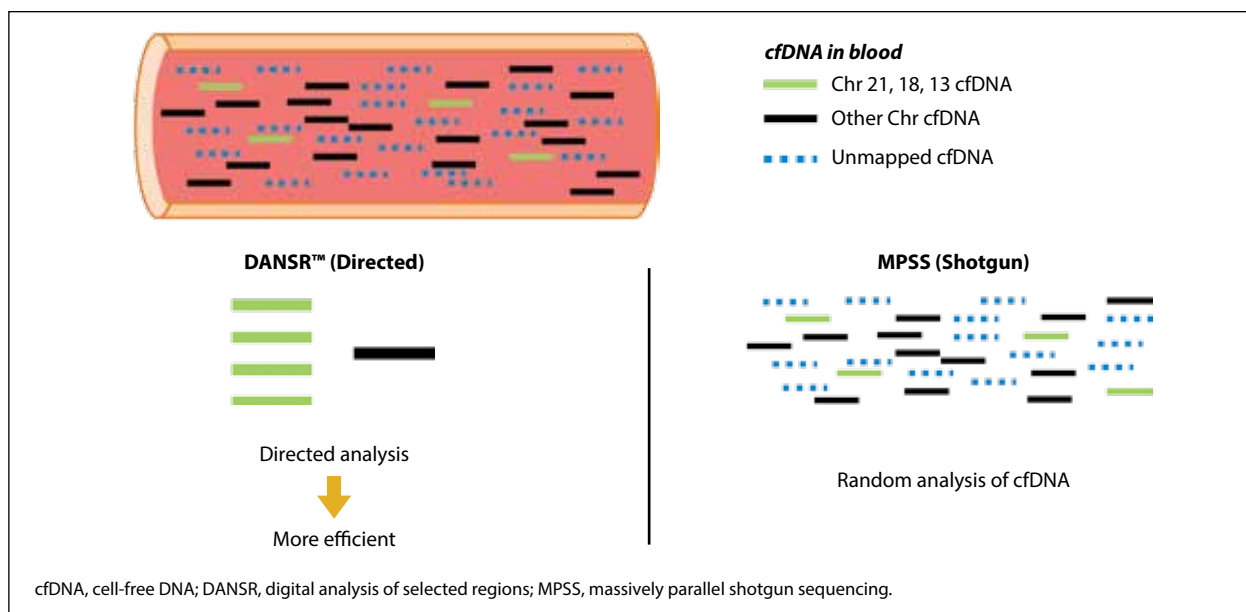 cfDNA in blood
Chr 21, 18, 13 cfDNA
Other Chr cfDNA
Unmapped cfDNA
DANSR™ (Directed)
Directed analysis
More efficient
MPSS (Shotgun)
Random analysis of cfDNA
cfDNA, cell-free DNA; DANSR, digital analysis of selected regions; MPSS, massively parallel shotgun sequencing.